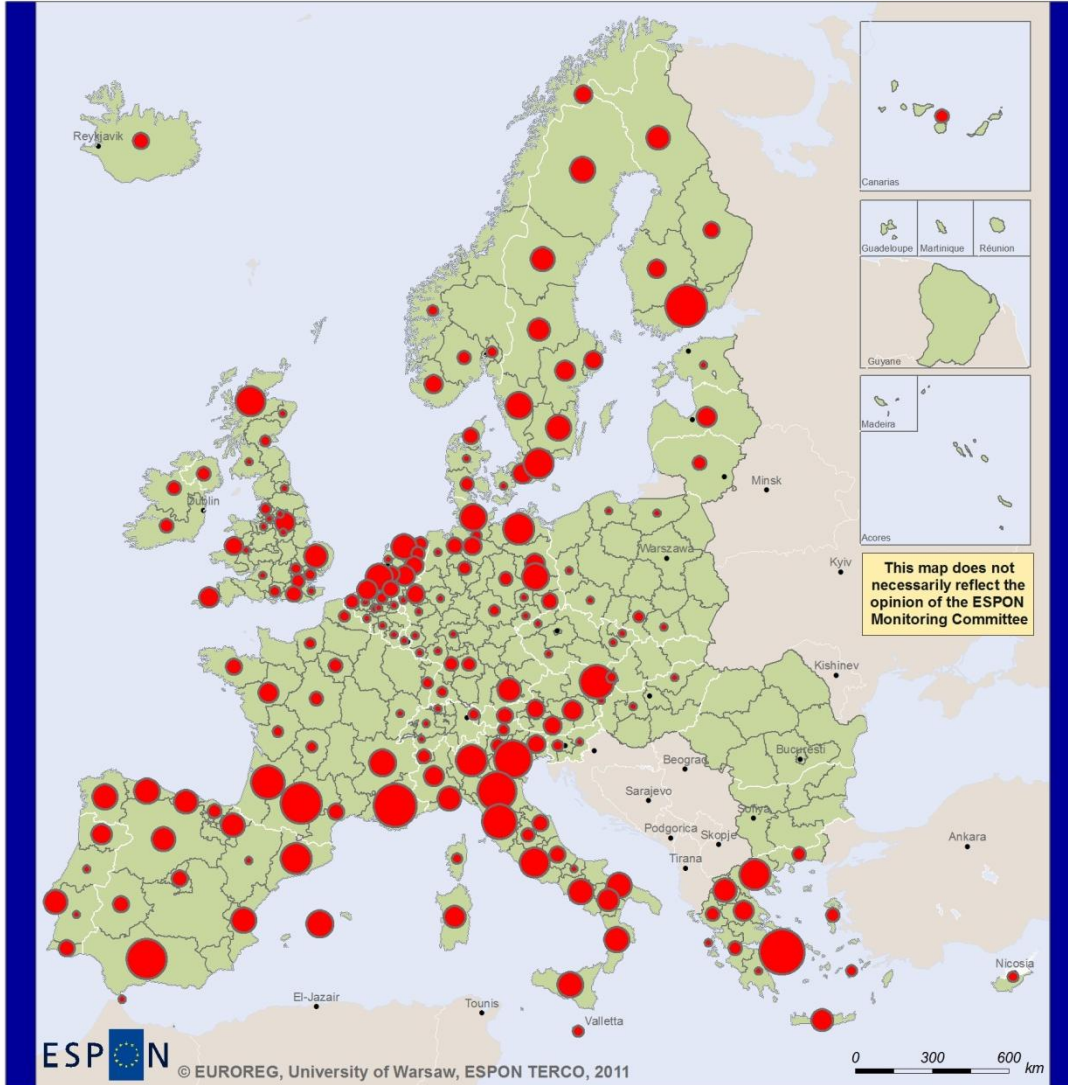 Reykjavik
Canarias
Guadeloupe
Martinique
Réunion
Guyane
Madeira
Acores
Dublin
Minsk
Warszawa
Kyiv
This map does not
necessarily reflect the
opinion of the ESPON
Monitoring Committee
Kishinev
Bucuresti
Beograd
Sarajevo
Sofiya
Podgorica
Skopje
Tirana
Ankara
Nicosia
El-Jazair
Tounis
Valletta
ESPON
© EUROREG, University of Warsaw, ESPON TERCO, 2011
0 300 600
km